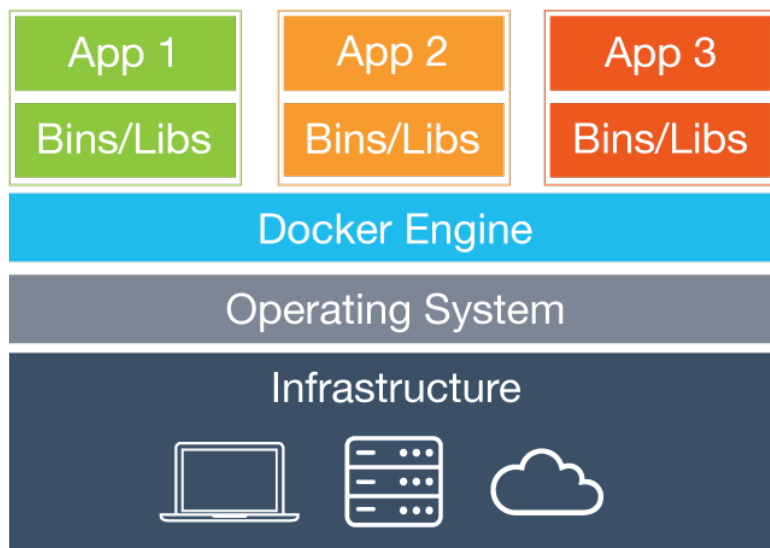 App 1
App 2
App 3
Bins/Libs
Bins/Libs
Bins/Libs
Docker Engine
Operating System
Infrastructure